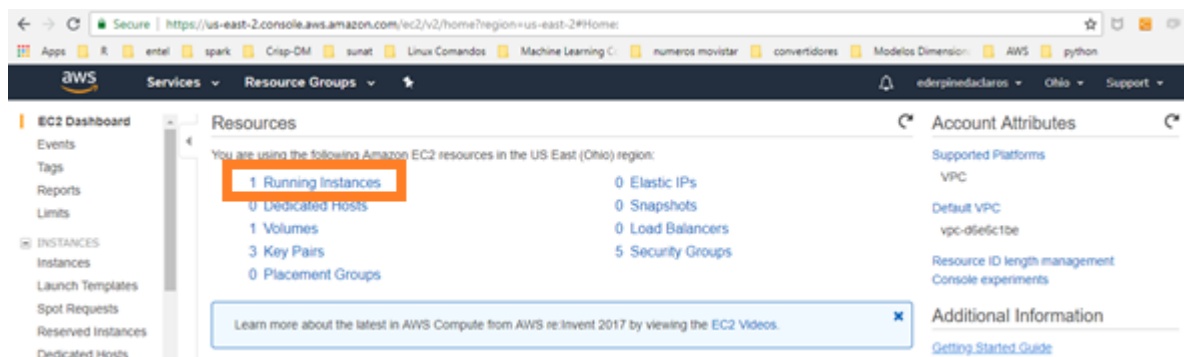 Secure | https://us-east-2.console.aws.amazon.com/ec2/v2/home?region=us-east-2#Home:
Apps R entel spark Crisp-DM sunat Linux Comandos Machine Learning numeros movistar convertidores Modelos Dimension AWS python
aws Services Resource Groups ederpinedaclaros Ohio Support
EC2 Dashboard
Events
Tags
Reports
Limits
INSTANCES
Instances
Launch Templates
Spot Requests
Reserved Instances
Dedicated Hosts
Resources
You are using the following Amazon EC2 resources in the US East (Ohio) region:
1 Running Instances 0 Elastic IPs
0 Dedicated Hosts 0 Snapshots
1 Volumes 0 Load Balancers
3 Key Pairs 5 Security Groups
0 Placement Groups
Learn more about the latest in AWS Compute from AWS re:Invent 2017 by viewing the EC2 Videos.
Account Attributes
Supported Platforms
VPC
Default VPC
vpc-d6e6c1be
Resource ID length management
Console experiments
Additional Information
Getting Started Guide